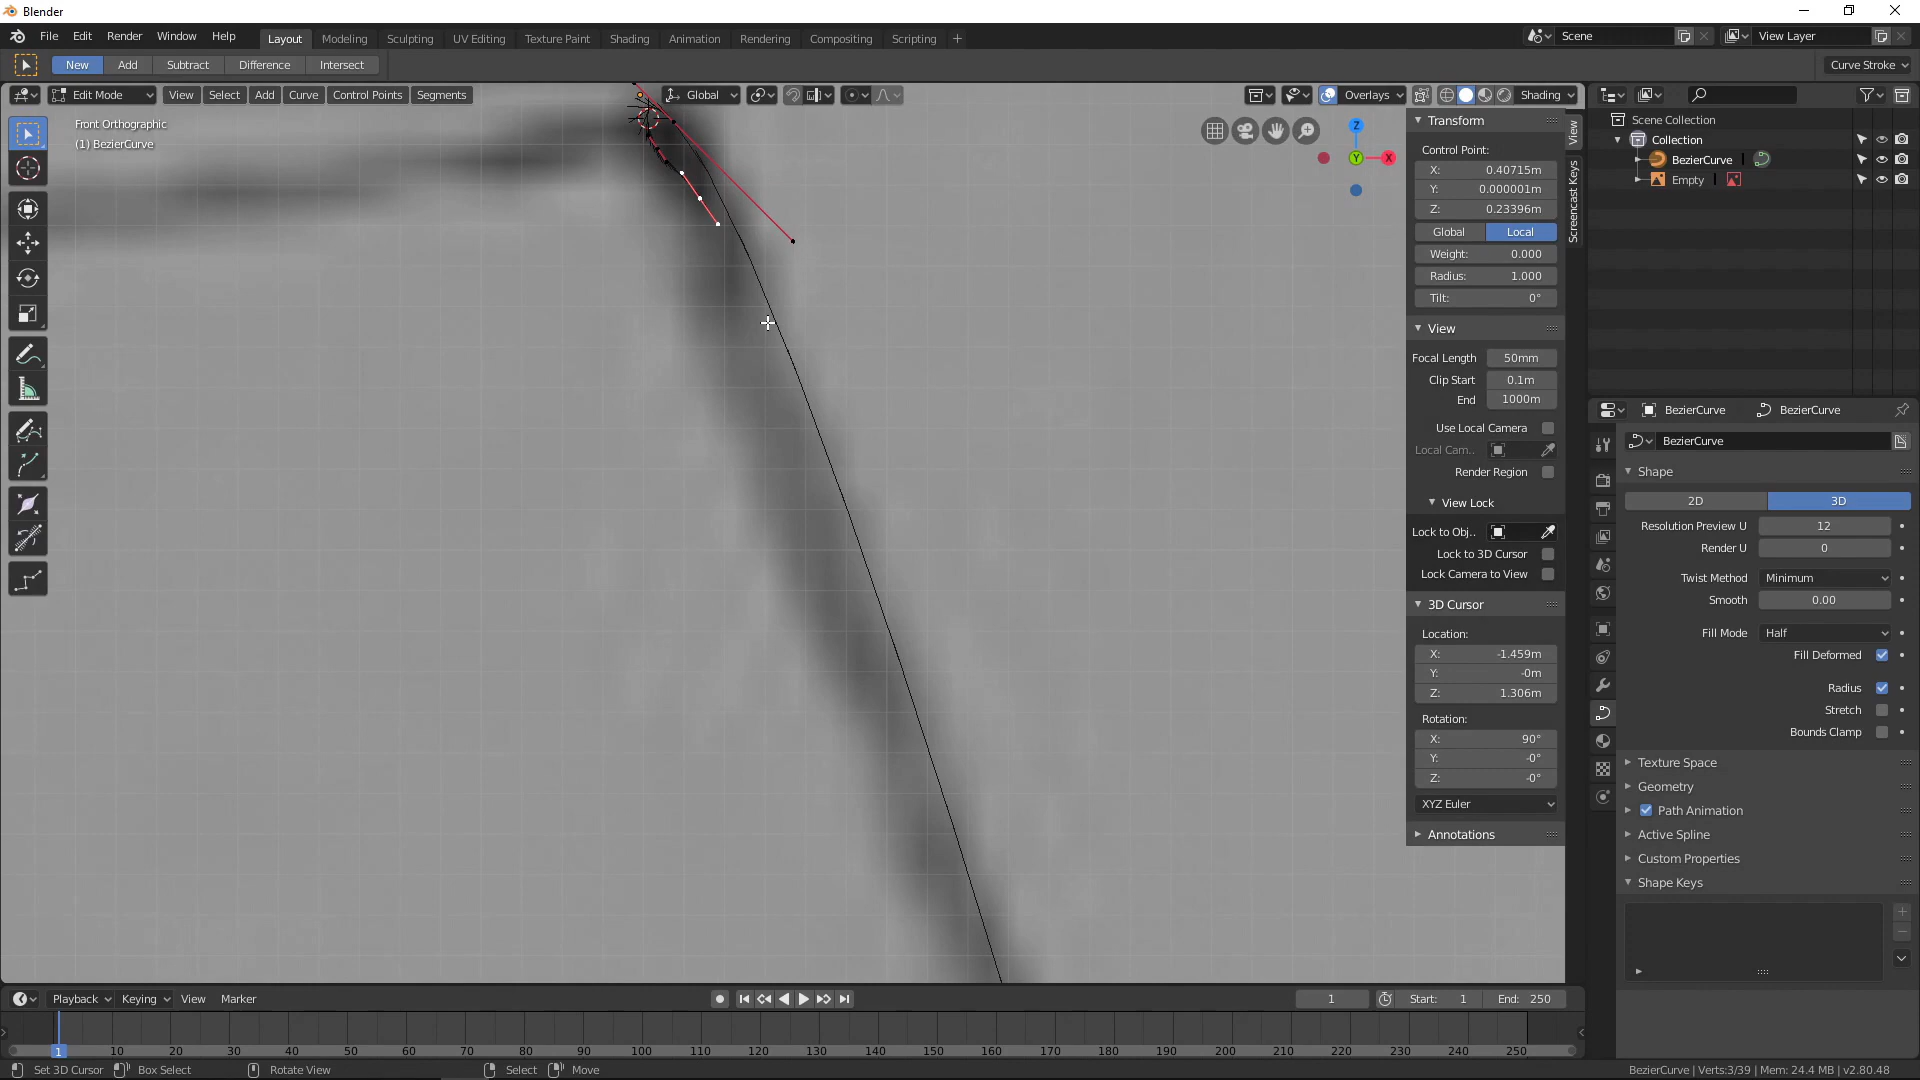 Blender
File Edit Render Window Help Layout Modeling Sculpting UV Editing Texture Paint Shading Animation Rendering Compositing Scripting + Scene View Layer
New Add Subtract Difference Intersect Curve Stroke
Edit Mode View Select Add Curve Control Points Segments Global Overlays Shading
Front Orthographic
(1) BezierCurve
Z
Y X
View
Screencast Keys
Transform
Control Point:
X: 0.40715m
Y: 0.000001m
Z: 0.23396m
Global Local
Weight: 0.000
Radius: 1.000
Tilt: 0°
View
Focal Length 50mm
Clip Start 0.1m
End 1000m
Use Local Camera
Local Cam..
Render Region
View Lock
Lock to Obj..
Lock to 3D Cursor
Lock Camera to View
3D Cursor
Location:
X: -1.459m
Y: -0m
Z: 1.306m
Rotation:
X: 90°
Y: -0°
Z: -0°
XYZ Euler
Annotations
Scene Collection
Collection
BezierCurve
Empty
BezierCurve BezierCurve
BezierCurve
Shape
2D 3D
Resolution Preview U 12
Render U 0
Twist Method Minimum
Smooth 0.00
Fill Mode Half
Fill Deformed
Radius
Stretch
Bounds Clamp
Texture Space
Geometry
Path Animation
Active Spline
Custom Properties
Shape Keys
Playback Keying View Marker 1 Start: 1 End: 250
1 10 20 30 40 50 60 70 80 90 100 110 120 130 140 150 160 170 180 190 200 210 220 230 240 250
Set 3D Cursor Box Select Rotate View Select Move BezierCurve | Verts:3/39 | Mem: 24.4 MB | v2.80.48